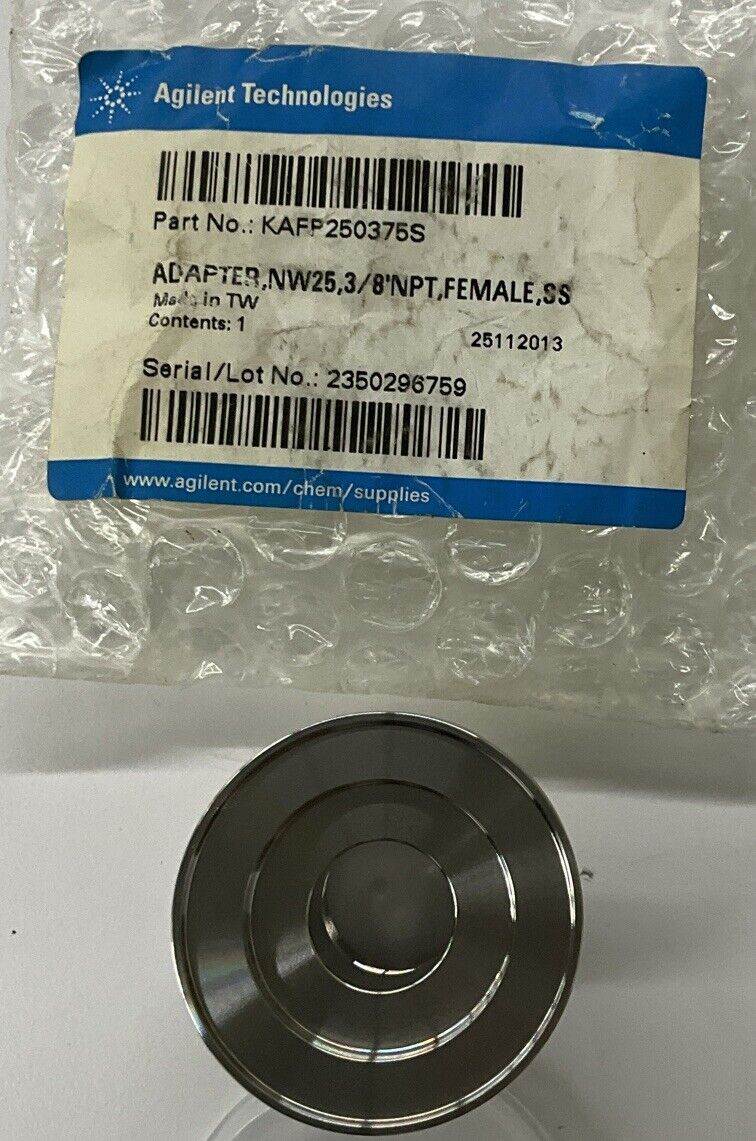 Agilent Technologies
Part No.: KAFP250375S
ADAPTER,NW25,3/8'NPT,FEMALE,SS
Made in TW
Contents: 1
25112013
Serial/Lot No.: 2350296759
www.agilent.com/chem/supplies